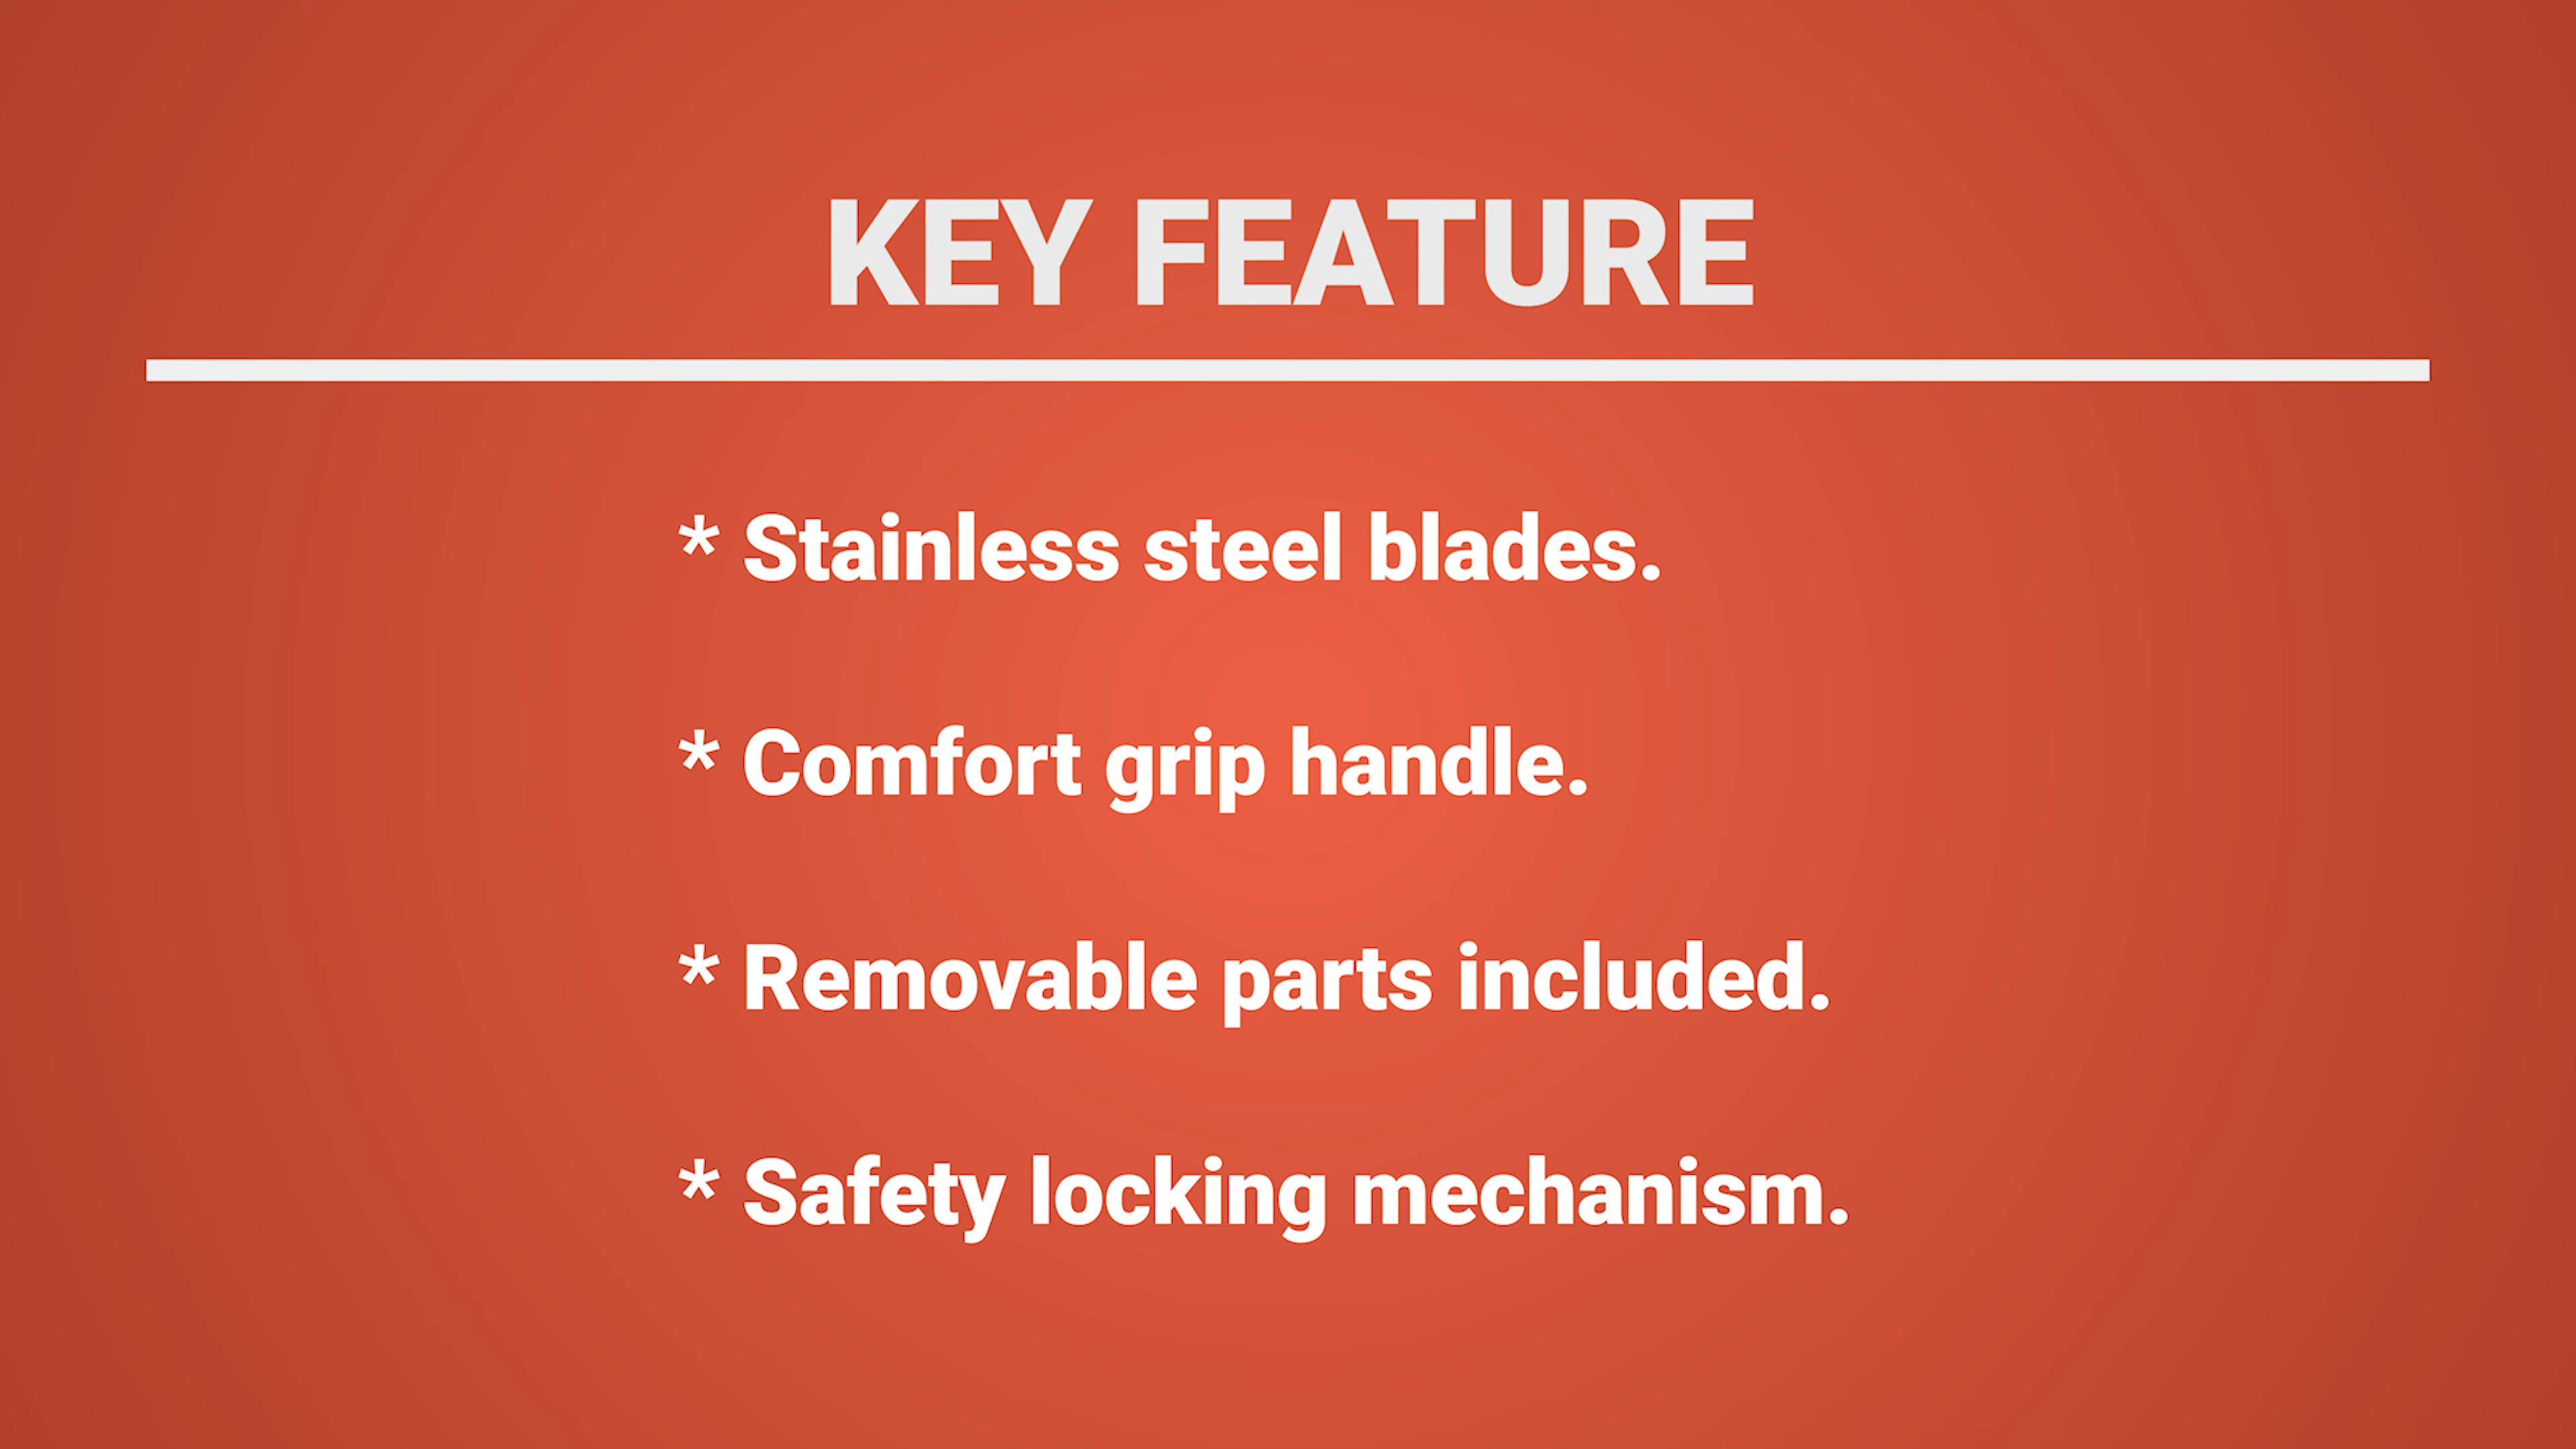 KEY FEATURE
* Stainless steel blades.
* Comfort grip handle.
* Removable parts included.
* Safety locking mechanism.